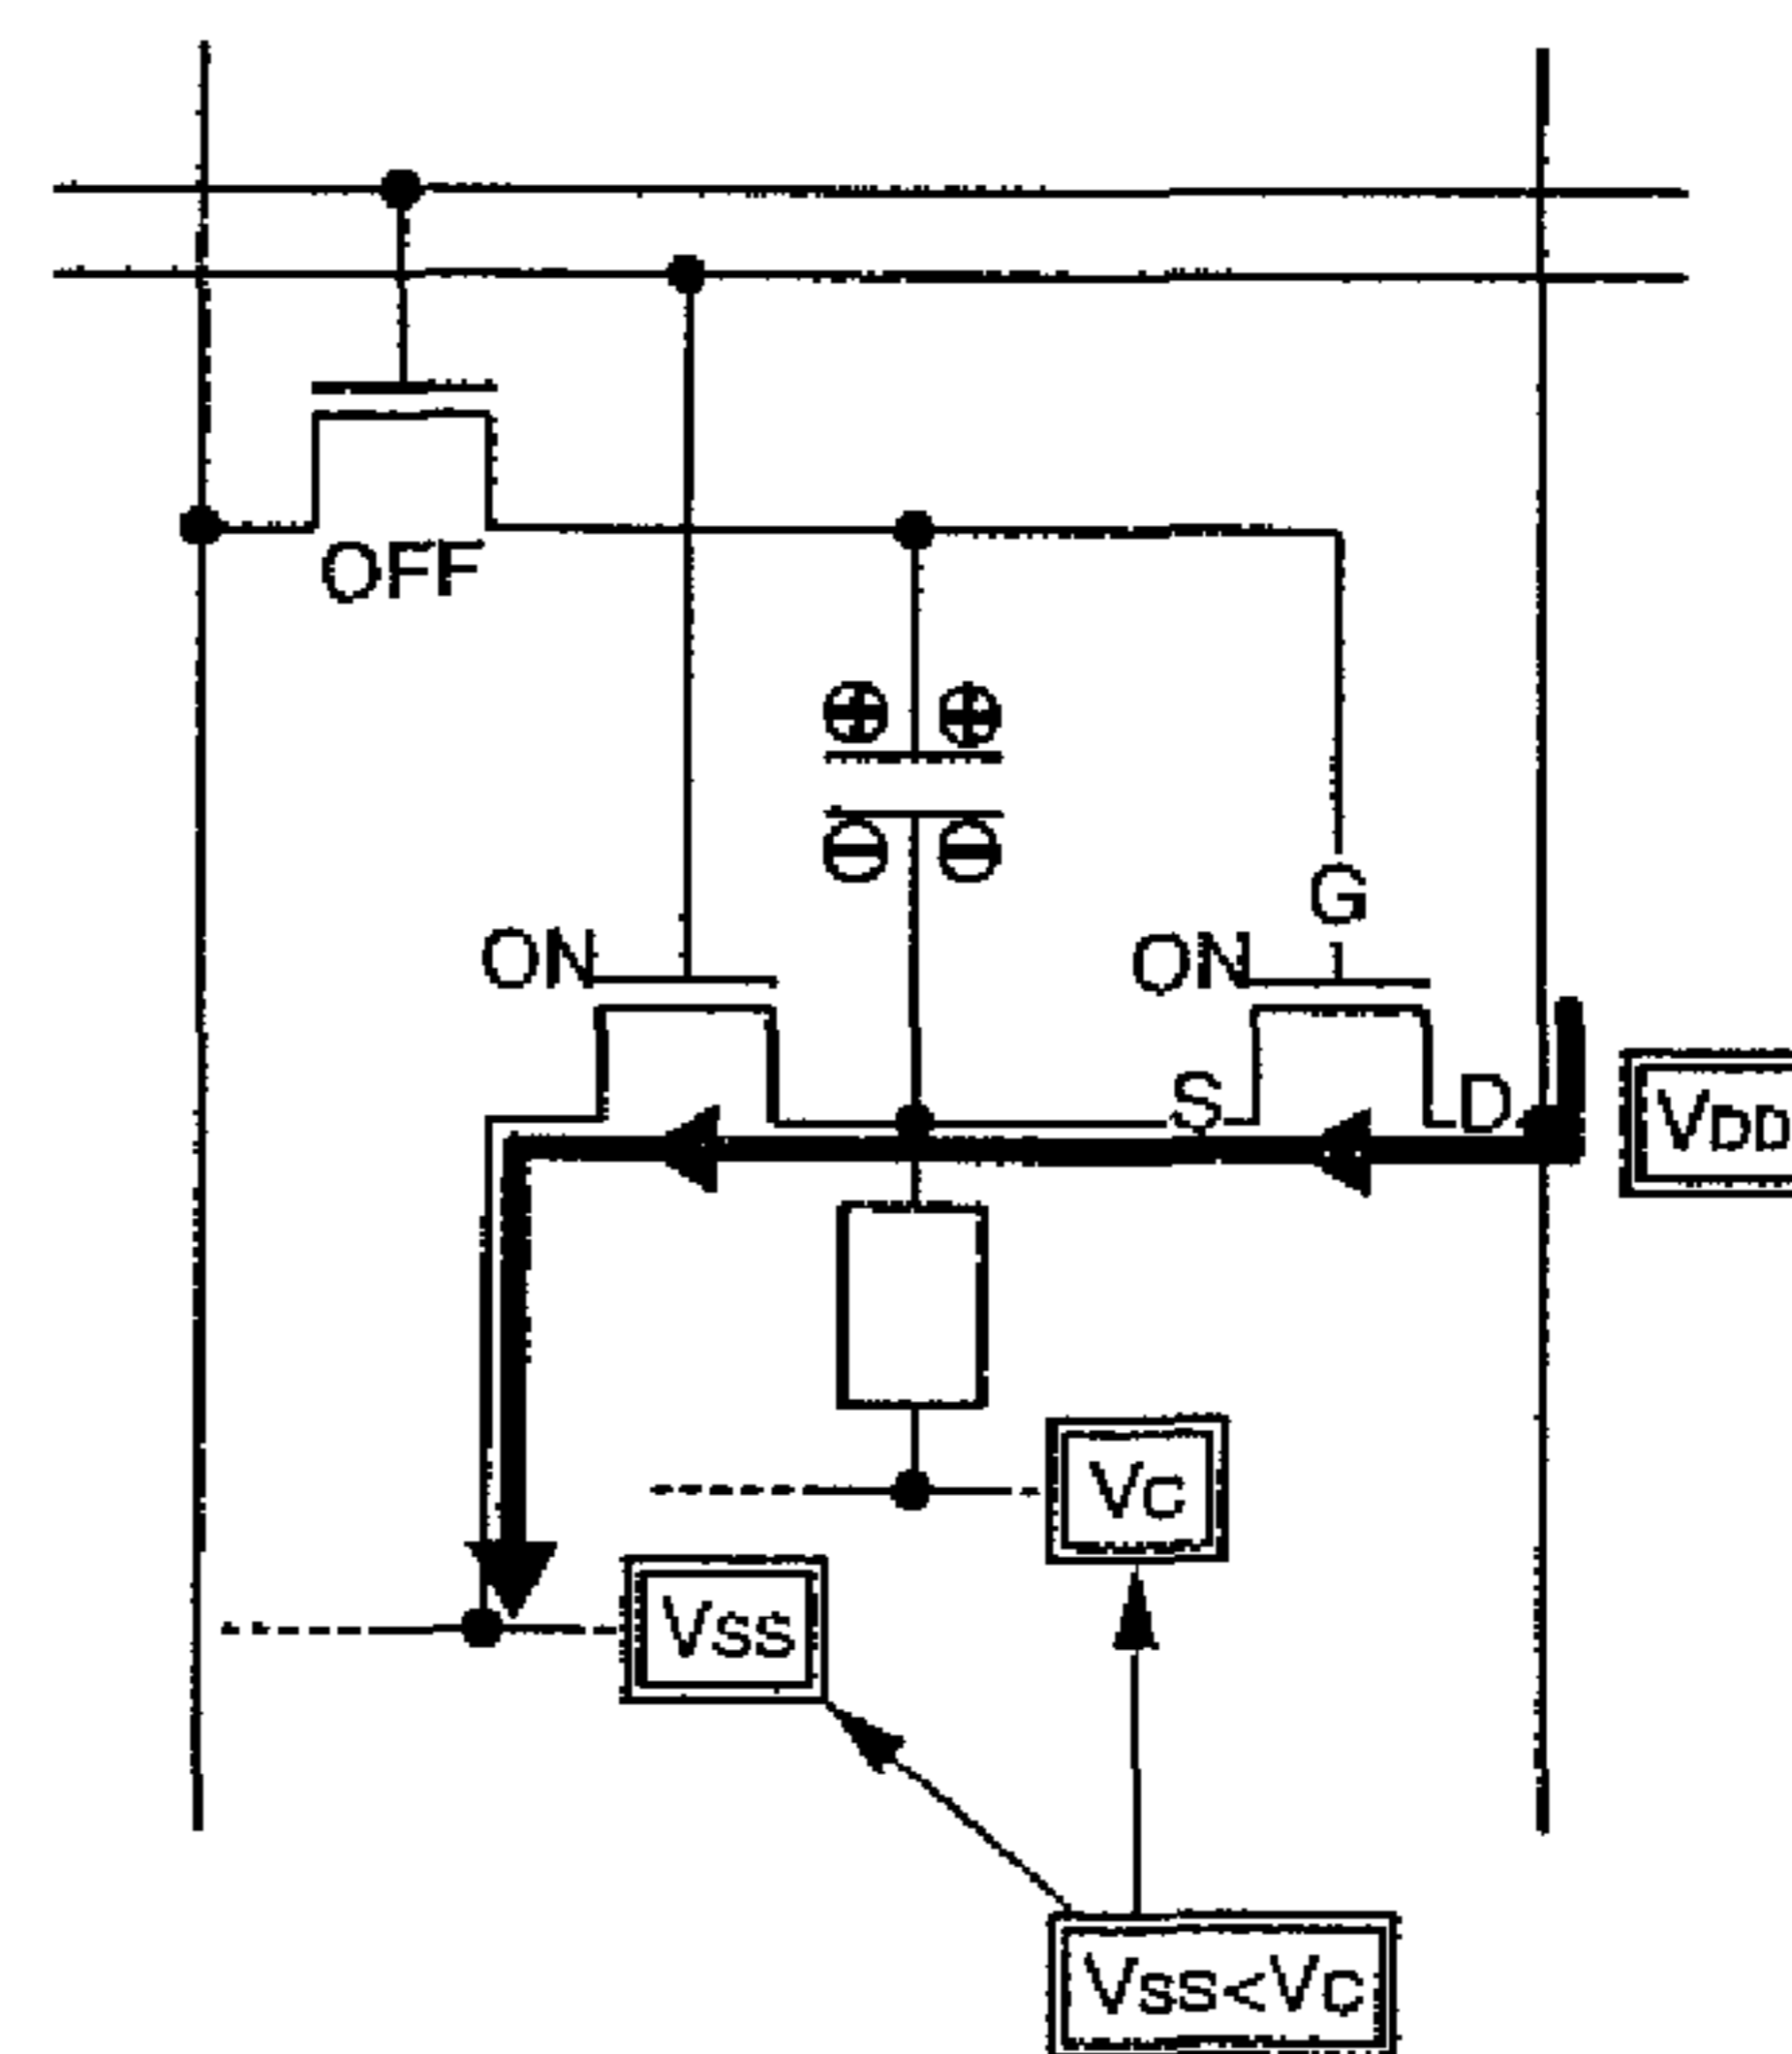 OFF
⊕ ⊕
⊖ ⊖
G
ON
ON
S
D
VDD
VC
VSS
VSS<VC